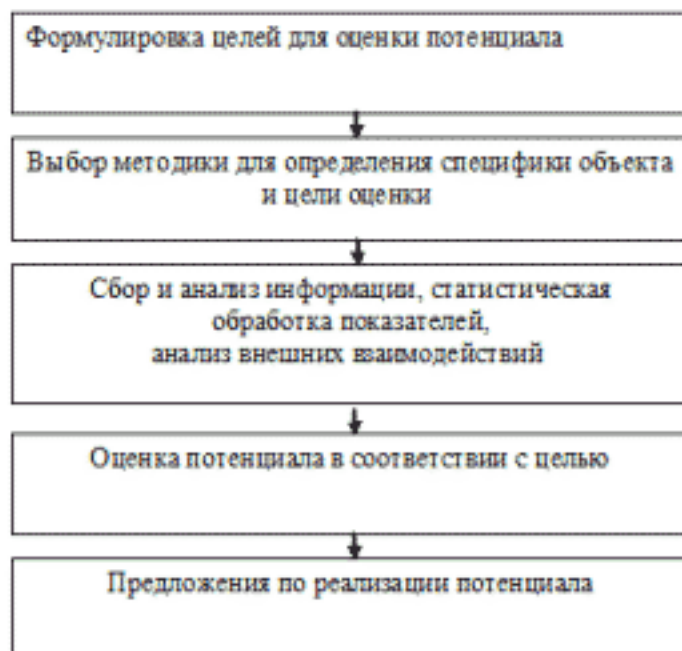 Формулировка целей для оценки потенциала
Выбор методики для определения специфики объекта
и цели оценки
Сбор и анализ информации, статистическая
обработка показателей,
анализ внешних взаимодействий
Оценка потенциала в соответствии с целью
Предложения по реализации потенциала